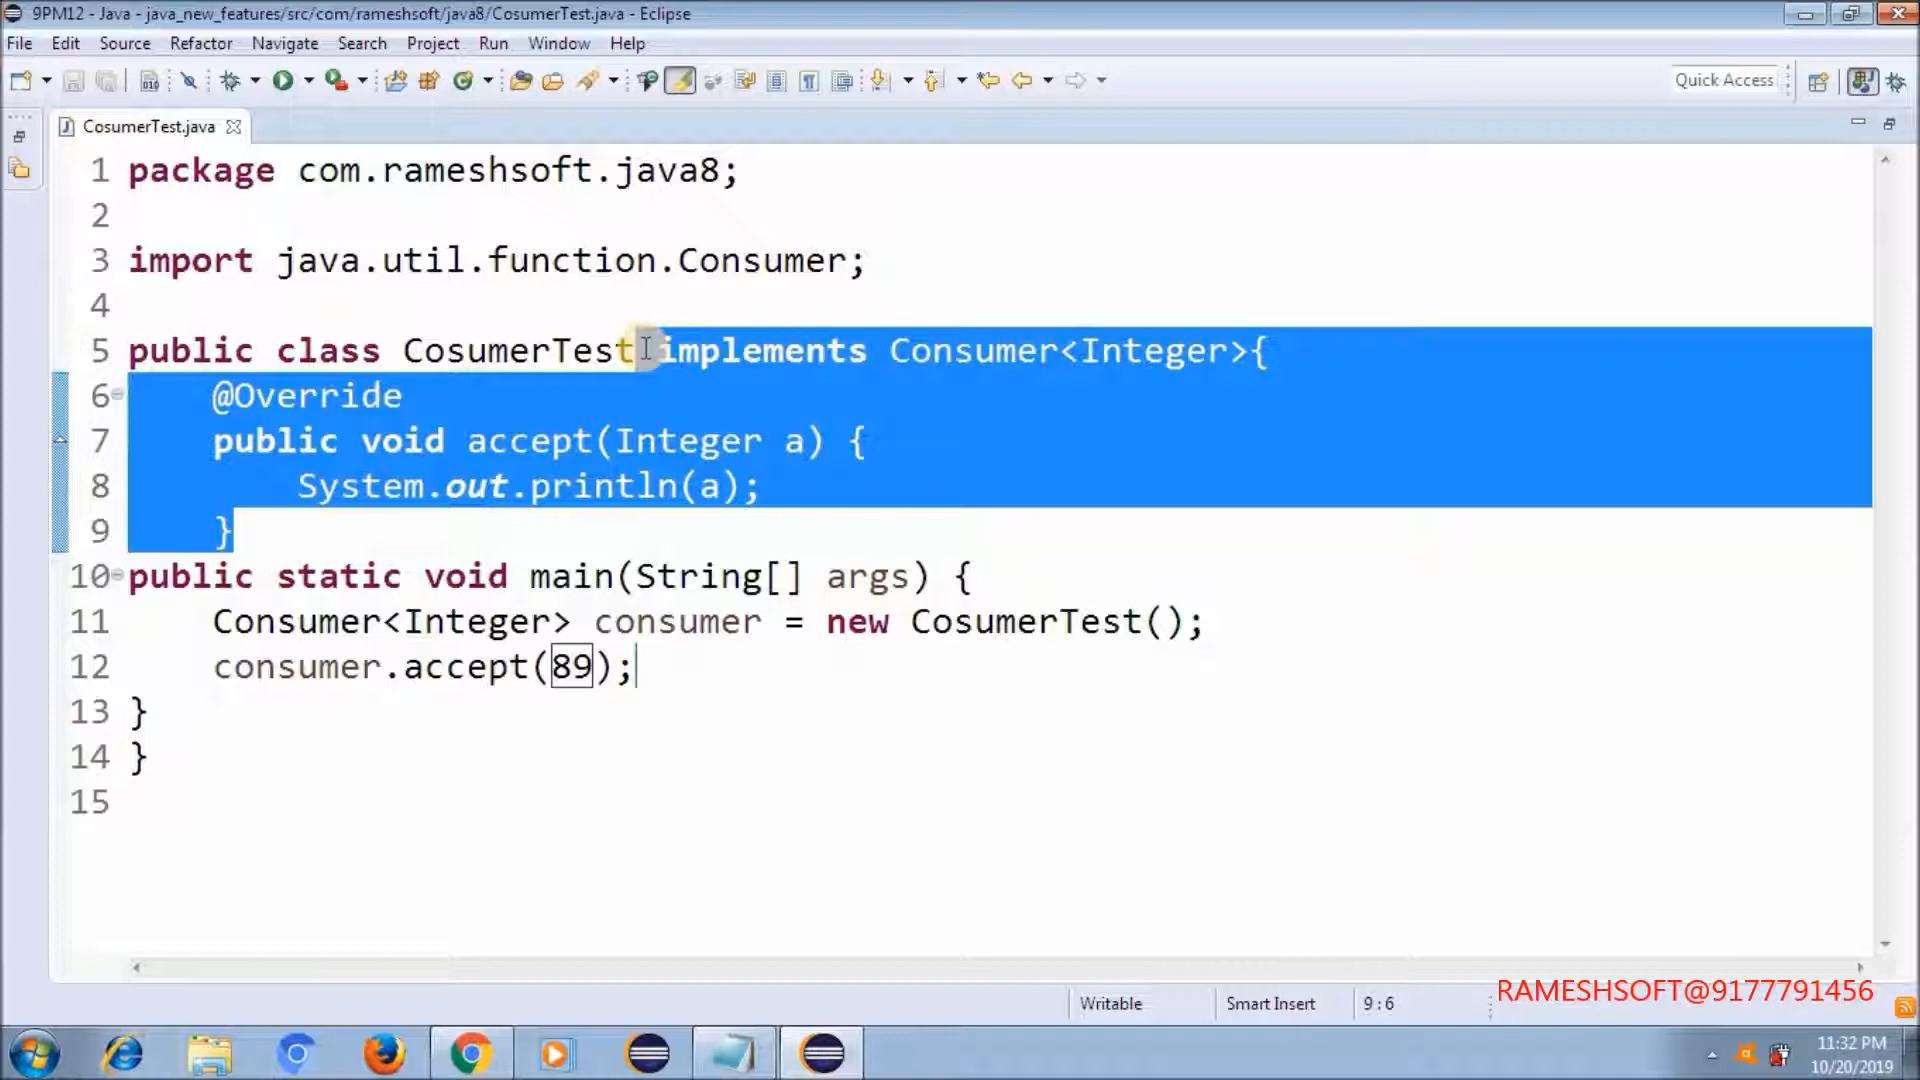 9PM12 - Java - java_new_features/src/com/rameshsoft/java8/CosumerTest.java - Eclipse
File Edit Source Refactor Navigate Search Project Run Window Help
Quick Access
CosumerTest.java
1 package com.rameshsoft.java8;
2
3 import java.util.function.Consumer;
4
5 public class CosumerTest implements Consumer<Integer>{
6 @Override
7 public void accept(Integer a) {
8 System.out.println(a);
9 }
10 public static void main(String[] args) {
11 Consumer<Integer> consumer = new CosumerTest();
12 consumer.accept(89);
13 }
14 }
15
RAMESHSOFT@9177791456
Writable Smart Insert 9 : 6
11:32 PM
10/20/2019